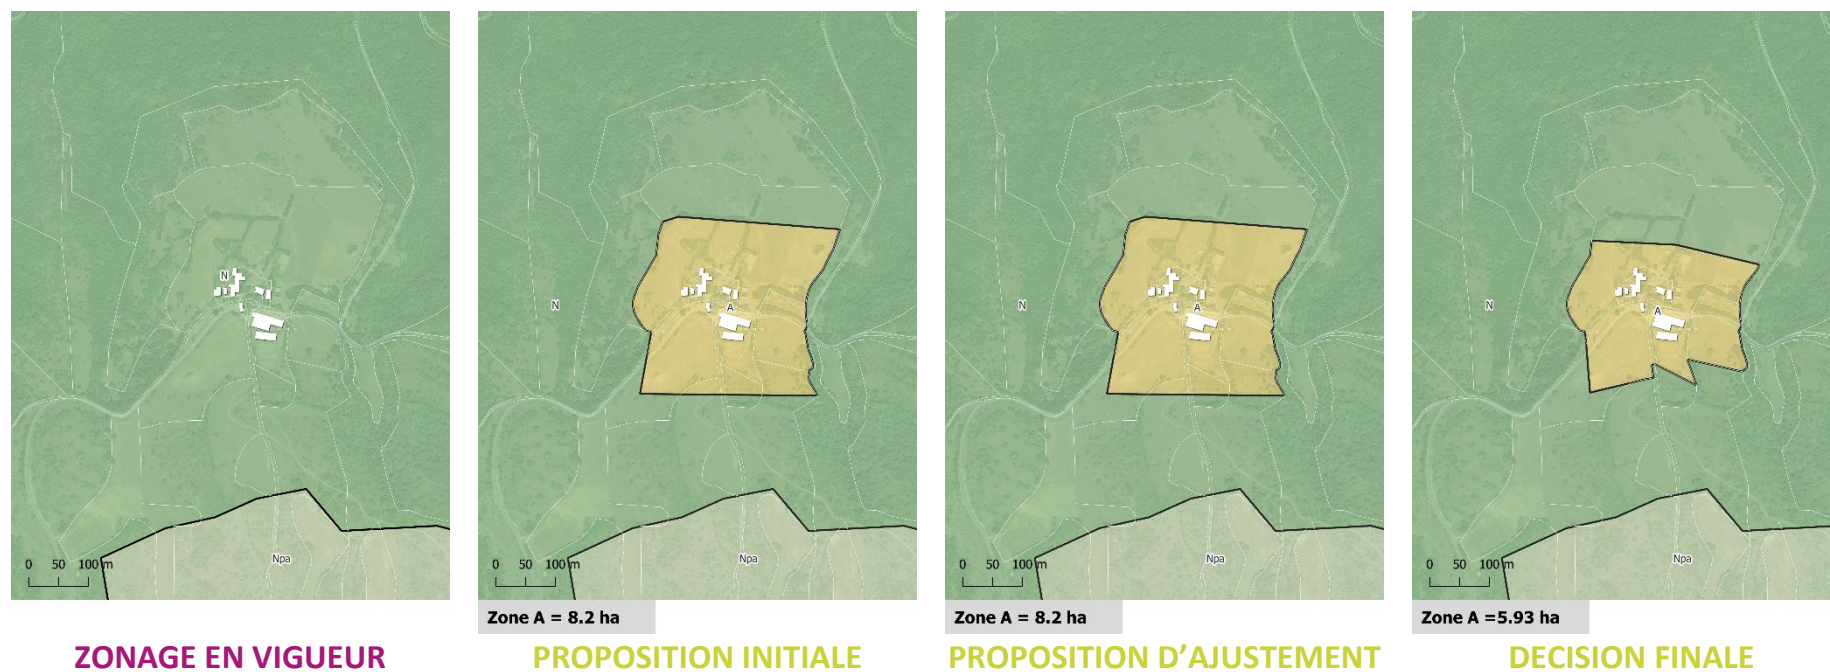 N
Npa
0 50 100 m
ZONAGE EN VIGUEUR
N
A
Npa
0 50 100 m
Zone A = 8.2 ha
PROPOSITION INITIALE
N
A
Npa
0 50 100 m
Zone A = 8.2 ha
PROPOSITION D’AJUSTEMENT
N
A
Npa
0 50 100 m
Zone A =5.93 ha
DECISION FINALE